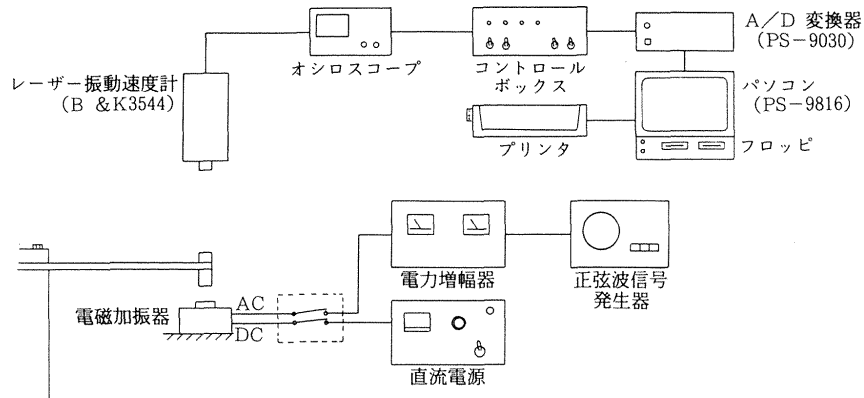 A/D 変換器
(PS-9030)
オシロスコープ
コントロール
ボックス
レーザー振動速度計
(B &K3544)
パソコン
(PS-9816)
プリンタ
フロッピ
電力増幅器
正弦波信号
発生器
電磁加振器
AC
DC
直流電源